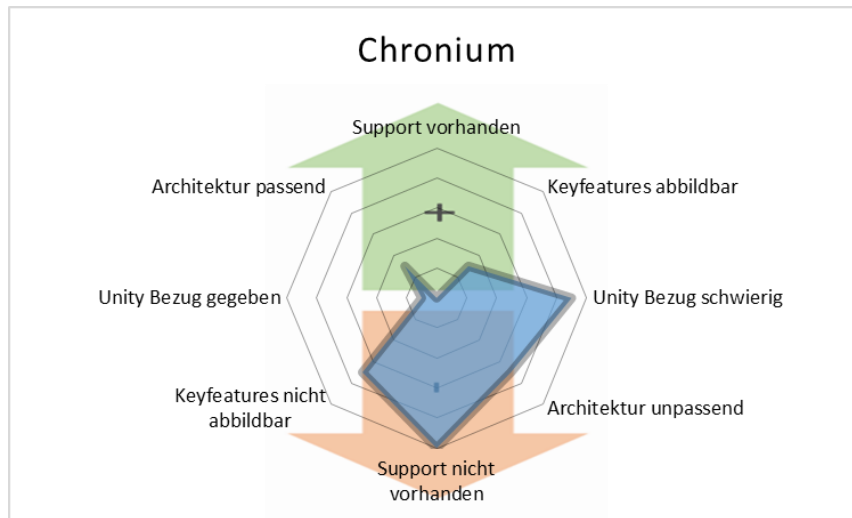 Chronium
Support vorhanden
Architektur passend
Keyfeatures abbildbar
+
Unity Bezug gegeben
Unity Bezug schwierig
Keyfeatures nicht
abbildbar
-
Architektur unpassend
Support nicht
vorhanden